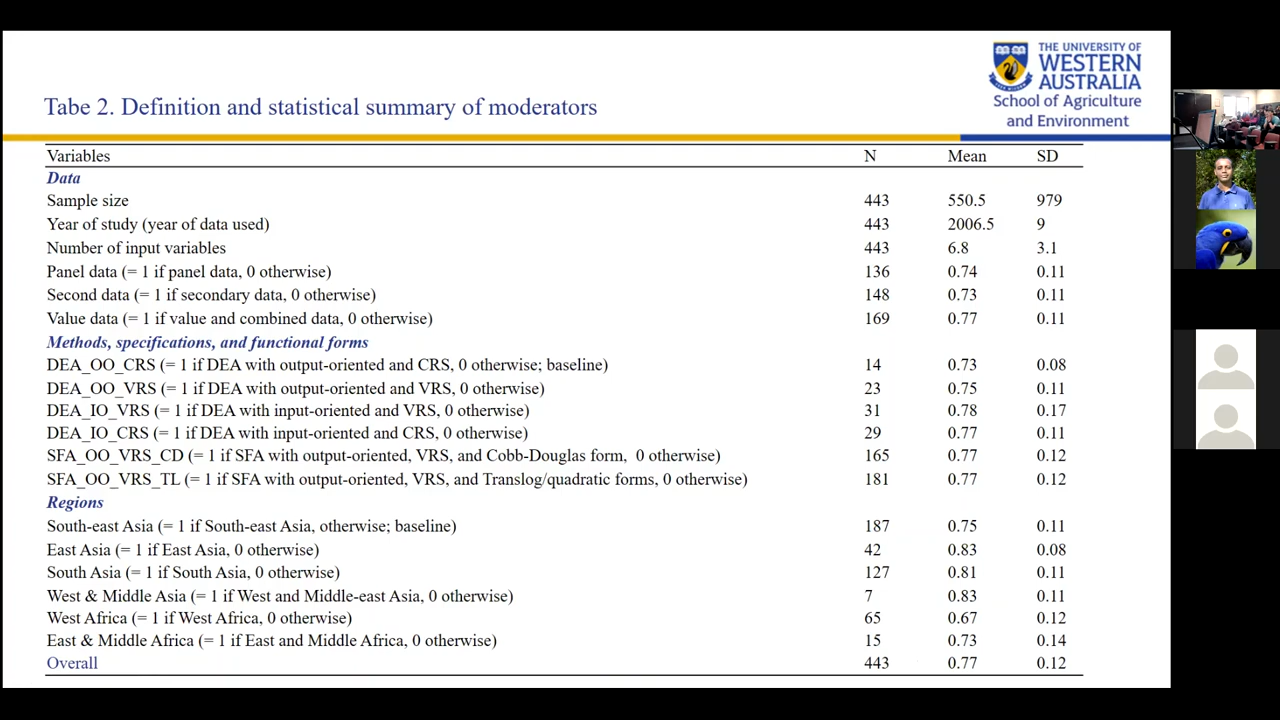 THE UNIVERSITY OF
WESTERN
AUSTRALIA
School of Agriculture
and Environment
Tabe 2. Definition and statistical summary of moderators
Variables N Mean SD
Data
Sample size 443 550.5 979
Year of study (year of data used) 443 2006.5 9
Number of input variables 443 6.8 3.1
Panel data (= 1 if panel data, 0 otherwise) 136 0.74 0.11
Second data (= 1 if secondary data, 0 otherwise) 148 0.73 0.11
Value data (= 1 if value and combined data, 0 otherwise) 169 0.77 0.11
Methods, specifications, and functional forms
DEA_OO_CRS (= 1 if DEA with output-oriented and CRS, 0 otherwise; baseline) 14 0.73 0.08
DEA_OO_VRS (= 1 if DEA with output-oriented and VRS, 0 otherwise) 23 0.75 0.11
DEA_IO_VRS (= 1 if DEA with input-oriented and VRS, 0 otherwise) 31 0.78 0.17
DEA_IO_CRS (= 1 if DEA with input-oriented and CRS, 0 otherwise) 29 0.77 0.11
SFA_OO_VRS_CD (= 1 if SFA with output-oriented, VRS, and Cobb-Douglas form, 0 otherwise) 165 0.77 0.12
SFA_OO_VRS_TL (= 1 if SFA with output-oriented, VRS, and Translog/quadratic forms, 0 otherwise) 181 0.77 0.12
Regions
South-east Asia (= 1 if South-east Asia, otherwise; baseline) 187 0.75 0.11
East Asia (= 1 if East Asia, 0 otherwise) 42 0.83 0.08
South Asia (= 1 if South Asia, 0 otherwise) 127 0.81 0.11
West & Middle Asia (= 1 if West and Middle-east Asia, 0 otherwise) 7 0.83 0.11
West Africa (= 1 if West Africa, 0 otherwise) 65 0.67 0.12
East & Middle Africa (= 1 if East and Middle Africa, 0 otherwise) 15 0.73 0.14
Overall 443 0.77 0.12